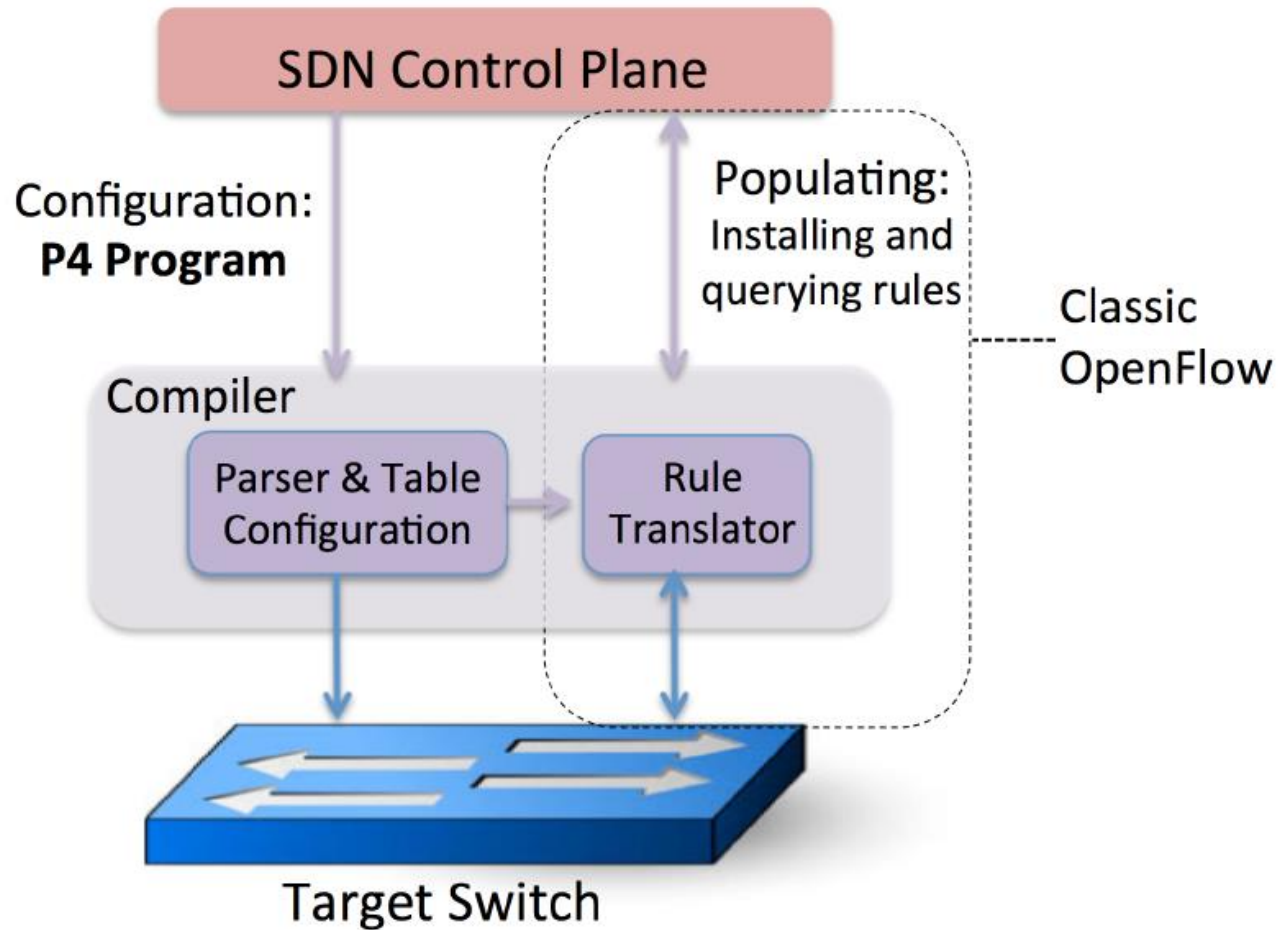 SDN Control Plane
Configuration:
P4 Program
Populating:
Installing and
querying rules
Classic
OpenFlow
Compiler
Parser & Table
Configuration
Rule
Translator
Target Switch